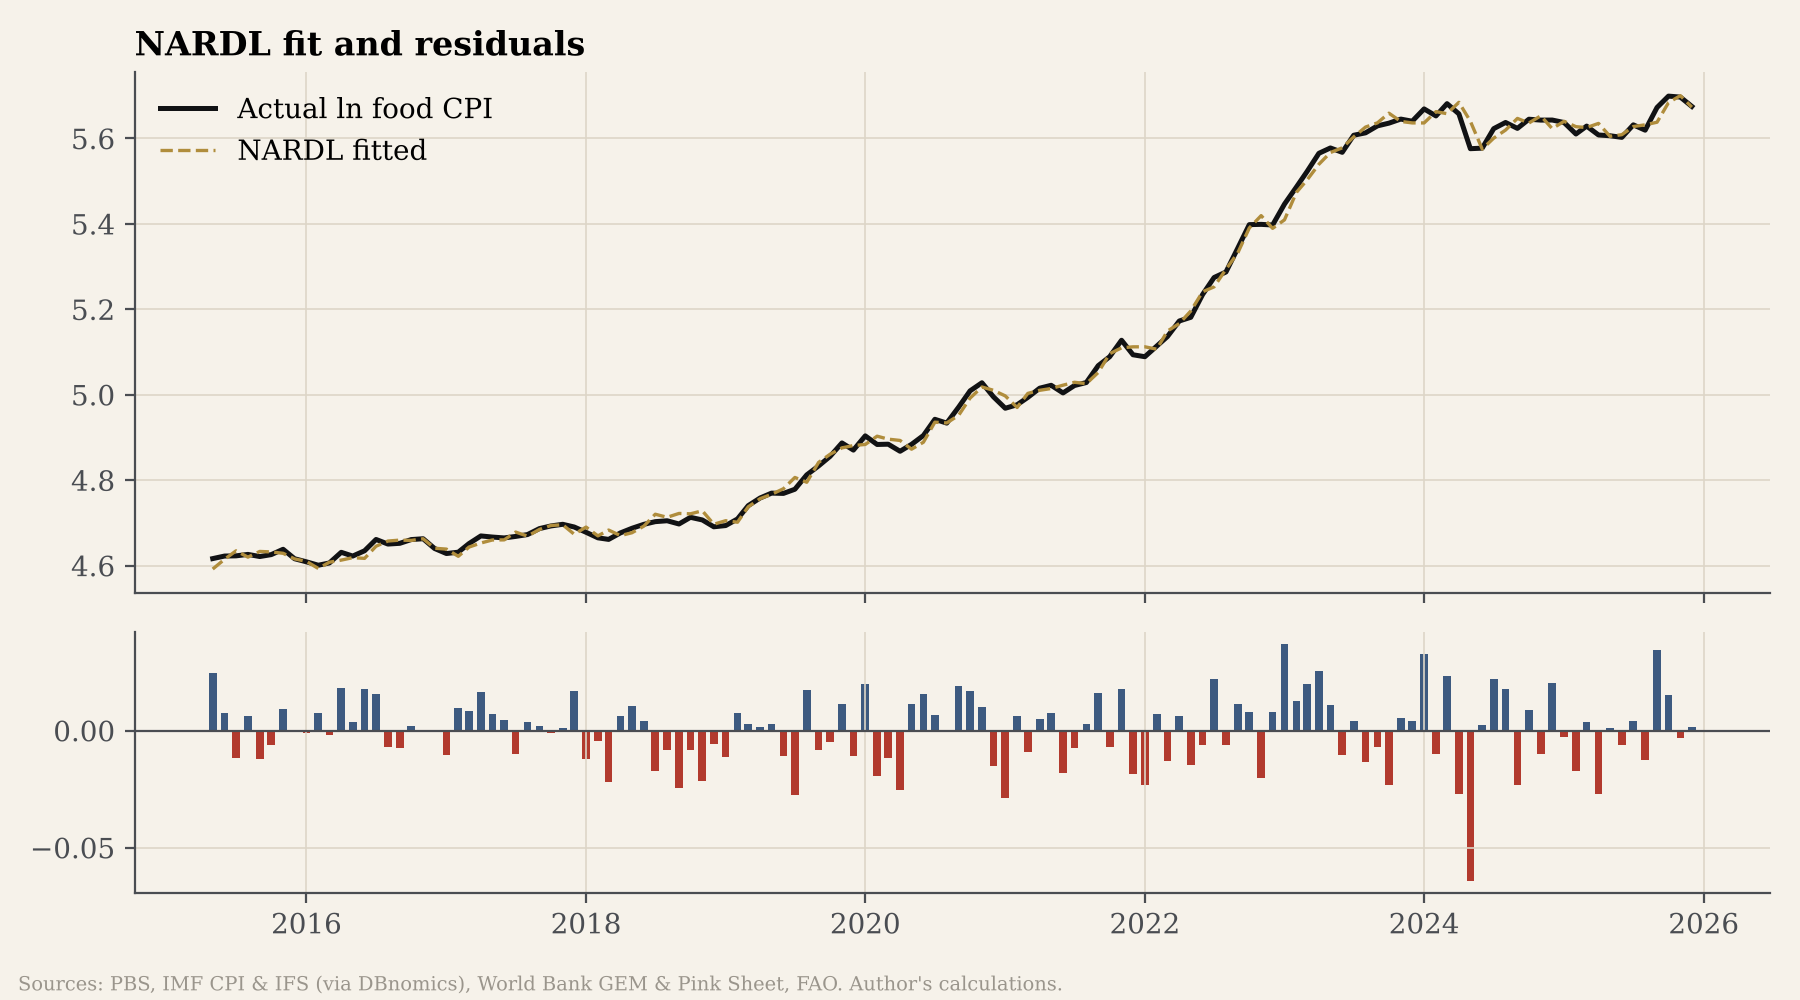 NARDL fit and residuals
Actual ln food CPI
NARDL fitted
5.6
5.4
5.2
5.0
4.8
4.6
0.00
−0.05
2016 2018 2020 2022 2024 2026
Sources: PBS, IMF CPI & IFS (via DBnomics), World Bank GEM & Pink Sheet, FAO. Author's calculations.